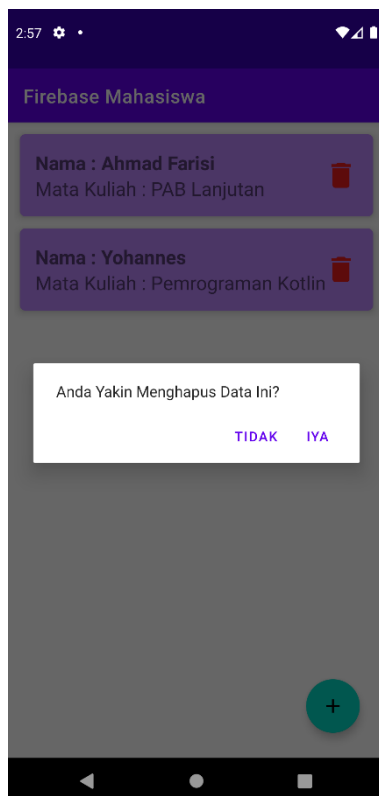 2:57
Firebase Mahasiswa
Nama : Ahmad Farisi
Mata Kuliah : PAB Lanjutan
Nama : Yohannes
Mata Kuliah : Pemrograman Kotlin
Anda Yakin Menghapus Data Ini?
TIDAK IYA
+